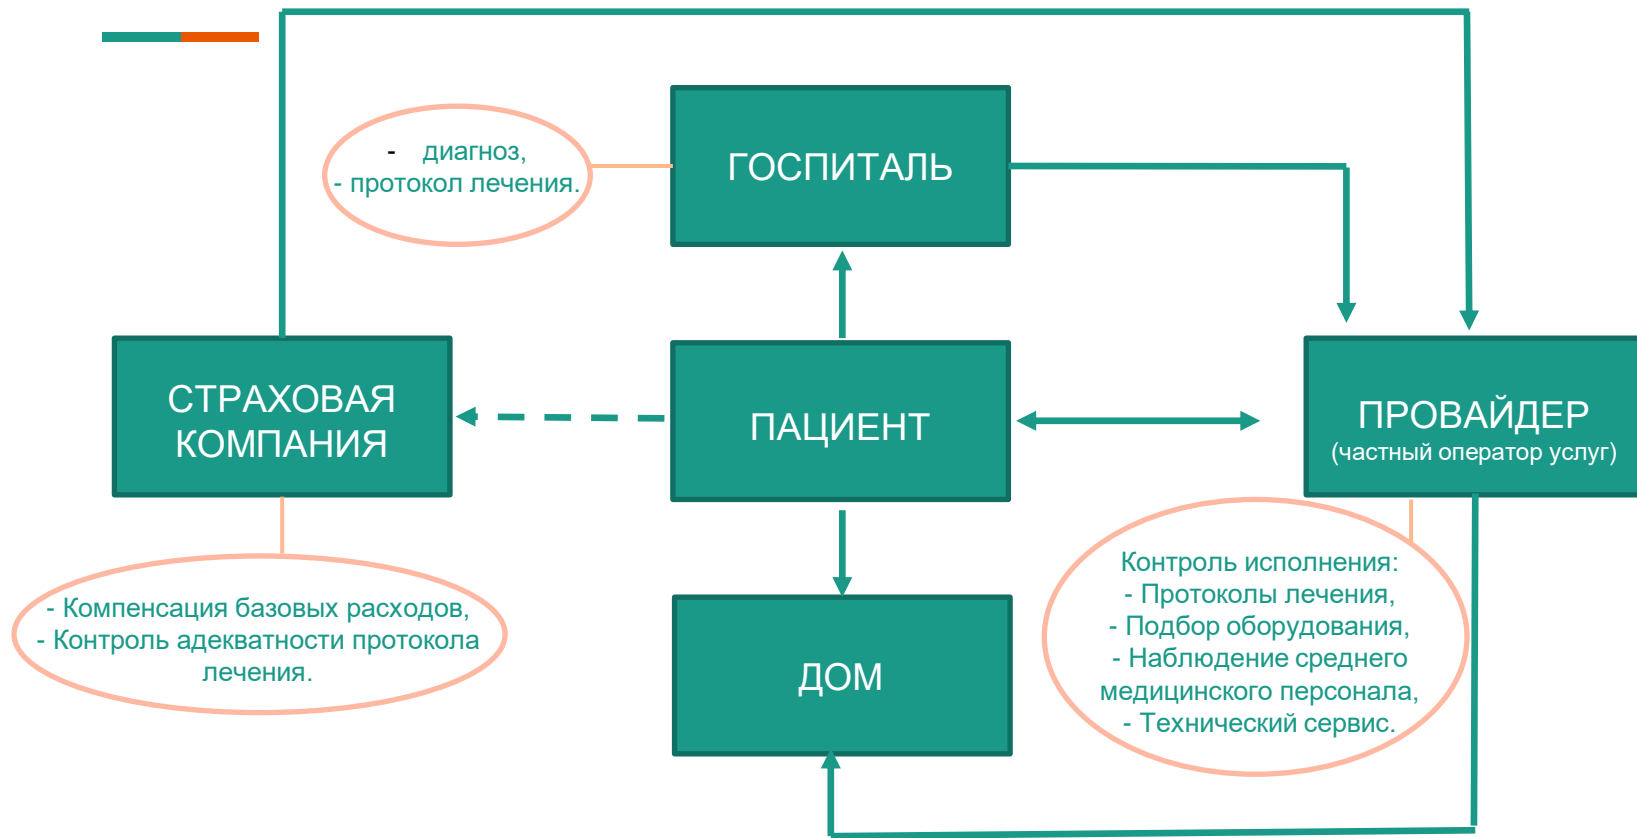 - диагноз,
- протокол лечения.
ГОСПИТАЛЬ
СТРАХОВАЯ
КОМПАНИЯ
ПАЦИЕНТ
ПРОВАЙДЕР
(частный оператор услуг)
- Компенсация базовых расходов,
- Контроль адекватности протокола
лечения.
ДОМ
Контроль исполнения:
- Протоколы лечения,
- Подбор оборудования,
- Наблюдение среднего
медицинского персонала,
- Технический сервис.